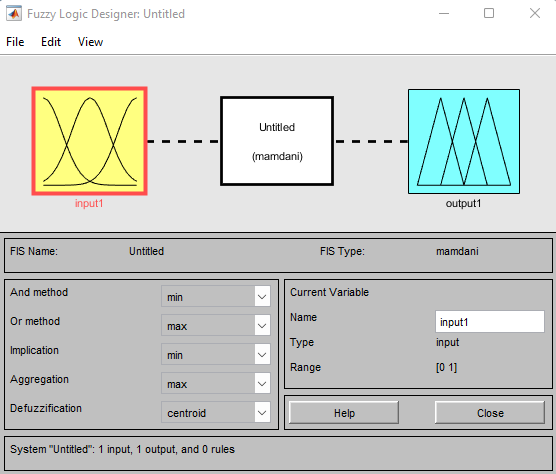 Fuzzy Logic Designer: Untitled
File Edit View
Untitled
(mamdani)
input1
output1
FIS Name: Untitled FIS Type: mamdani
And method min
Or method max
Implication min
Aggregation max
Defuzzification centroid
Current Variable
Name input1
Type input
Range [0 1]
Help Close
System "Untitled": 1 input, 1 output, and 0 rules